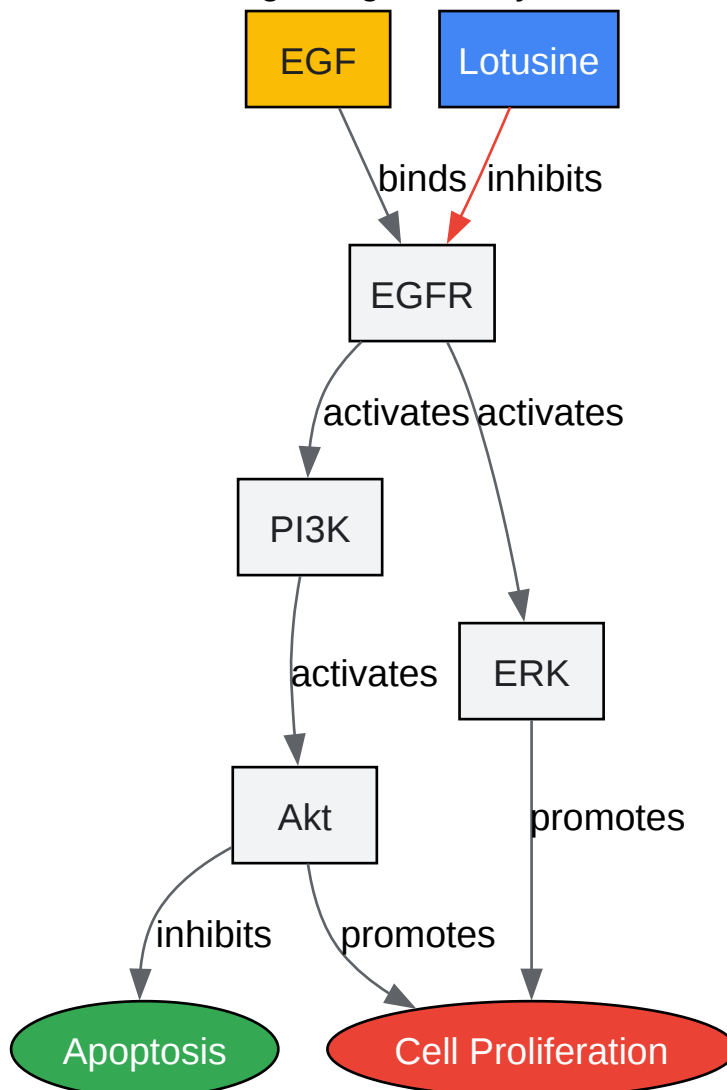 EGF
Lotusine
binds
inhibits
EGFR
activates
activates
PI3K
activates
ERK
Akt
promotes
inhibits
promotes
Apoptosis
Cell Proliferation